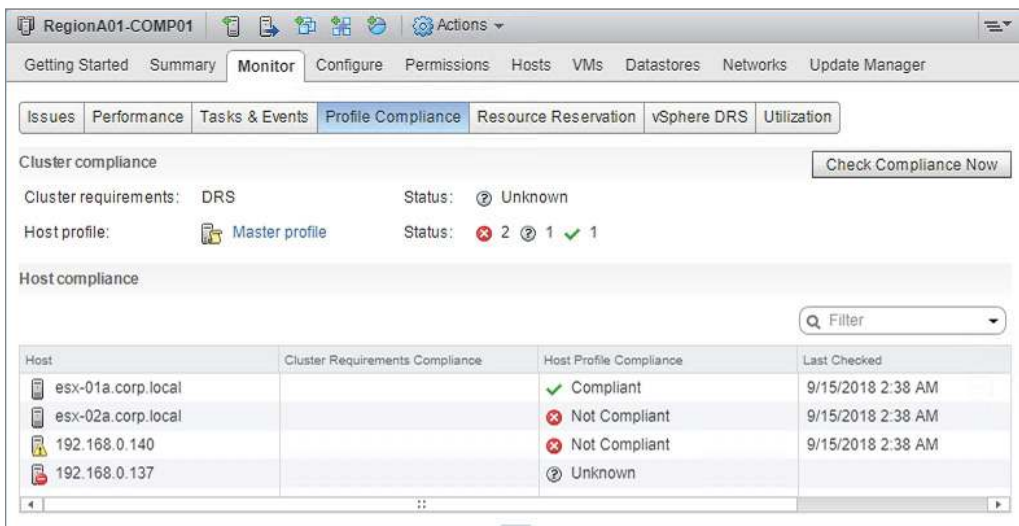 RegionA01-COMP01 Actions
Getting Started Summary Monitor Configure Permissions Hosts VMs Datastores Networks Update Manager
Issues Performance Tasks & Events Profile Compliance Resource Reservation vSphere DRS Utilization
Cluster compliance Check Compliance Now
Cluster requirements: DRS Status: Unknown
Host profile: Master profile Status: 2 1 1
Host compliance
Filter
Host Cluster Requirements Compliance Host Profile Compliance Last Checked
esx-01a.corp.local Compliant 9/15/2018 2:38 AM
esx-02a.corp.local Not Compliant 9/15/2018 2:38 AM
192.168.0.140 Not Compliant 9/15/2018 2:38 AM
192.168.0.137 Unknown